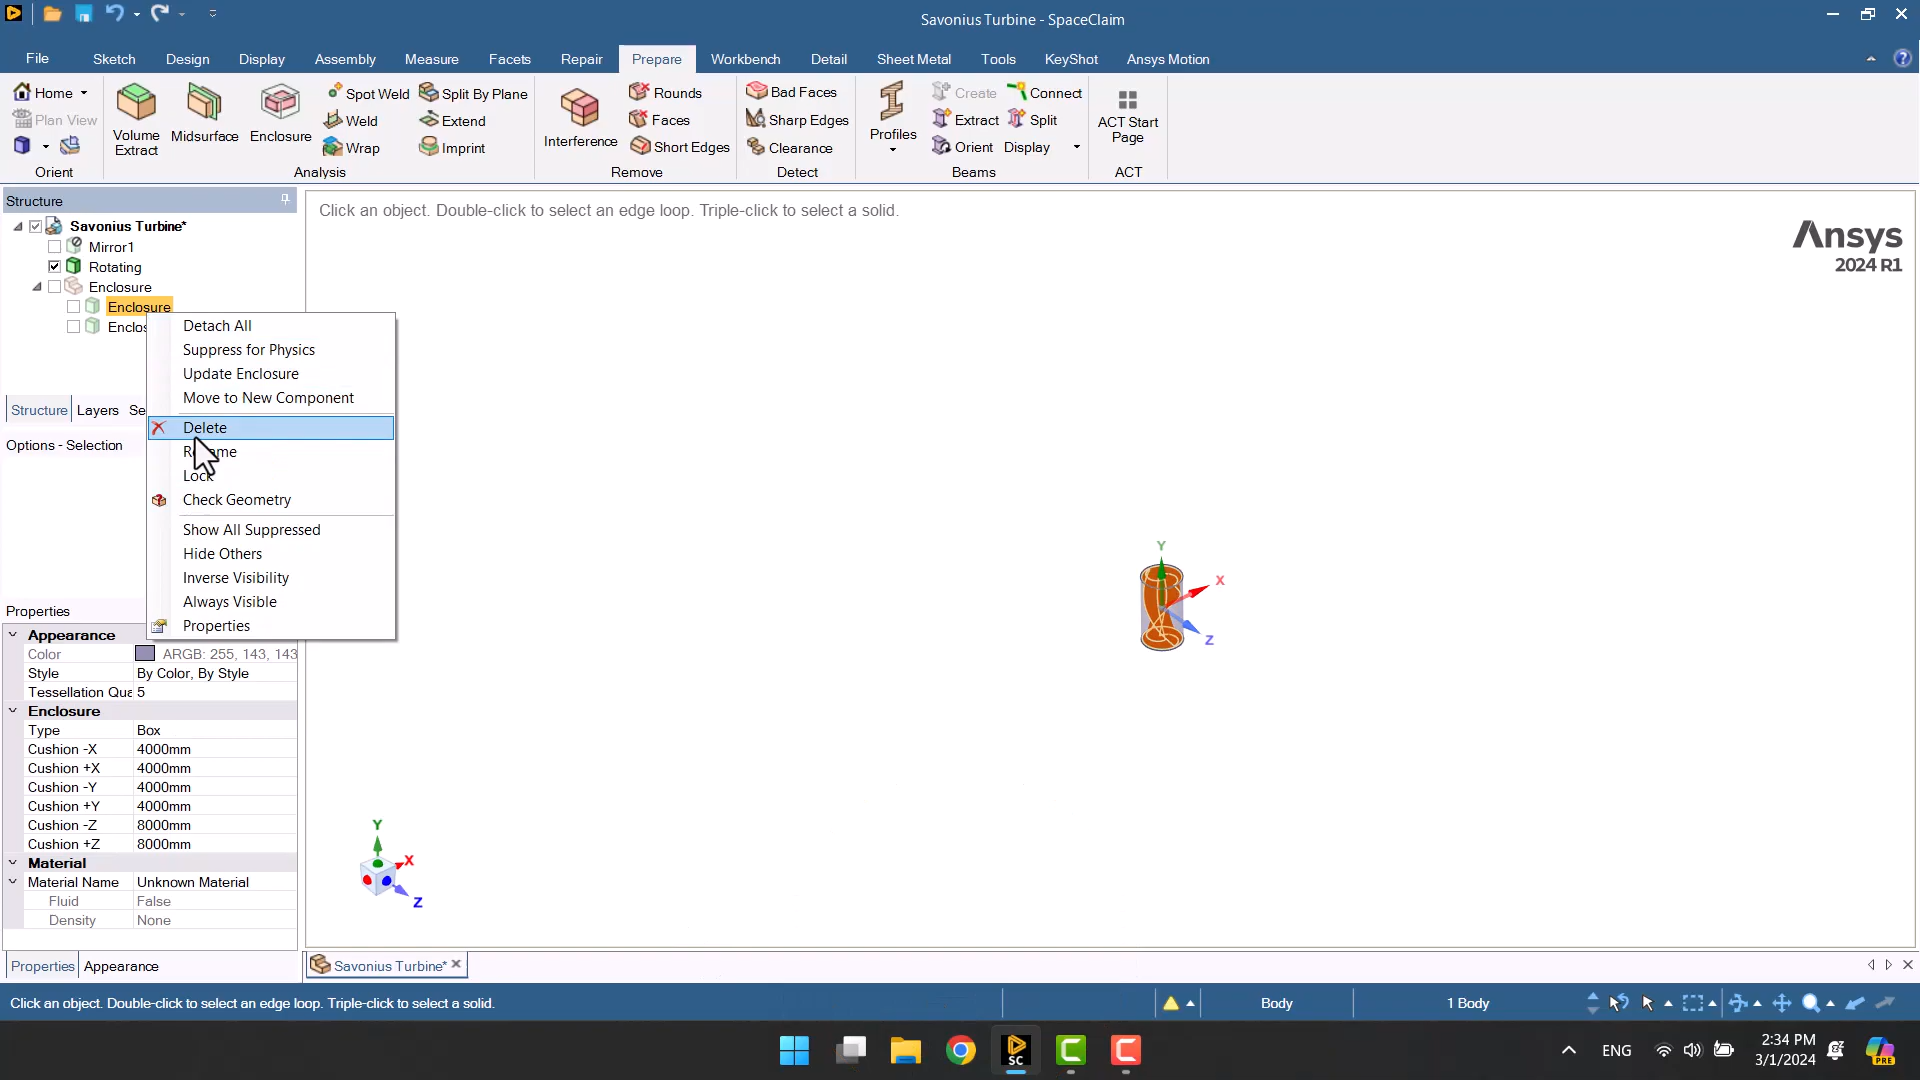 Savonius Turbine - SpaceClaim
File Sketch Design Display Assembly Measure Facets Repair Prepare Workbench Detail Sheet Metal Tools KeyShot Ansys Motion
Home
Plan View
Orient
Volume Extract
Midsurface
Enclosure
Spot Weld
Weld
Wrap
Split By Plane
Extend
Imprint
Analysis
Interference
Rounds
Faces
Short Edges
Remove
Bad Faces
Sharp Edges
Clearance
Detect
Profiles
Create
Extract
Orient
Connect
Split
Display
Beams
ACT Start
Page
ACT
Structure
Savonius Turbine*
Mirror1
Rotating
Enclosure
Enclosure
Enclos
Structure Layers Se
Options - Selection
Detach All
Suppress for Physics
Update Enclosure
Move to New Component
Delete
Rename
Lock
Check Geometry
Show All Suppressed
Hide Others
Inverse Visibility
Always Visible
Properties
Properties
Appearance
Color ARGB: 255, 143, 143
Style By Color, By Style
Tessellation Qua 5
Enclosure
Type Box
Cushion -X 4000mm
Cushion +X 4000mm
Cushion -Y 4000mm
Cushion +Y 4000mm
Cushion -Z 8000mm
Cushion +Z 8000mm
Material
Material Name Unknown Material
Fluid False
Density None
Properties Appearance
Click an object. Double-click to select an edge loop. Triple-click to select a solid.
Ansys
2024 R1
Y
X
Z
Y
X
Z
Savonius Turbine*
Click an object. Double-click to select an edge loop. Triple-click to select a solid.
Body
1 Body
SC
ENG
2:34 PM
3/1/2024
PRE